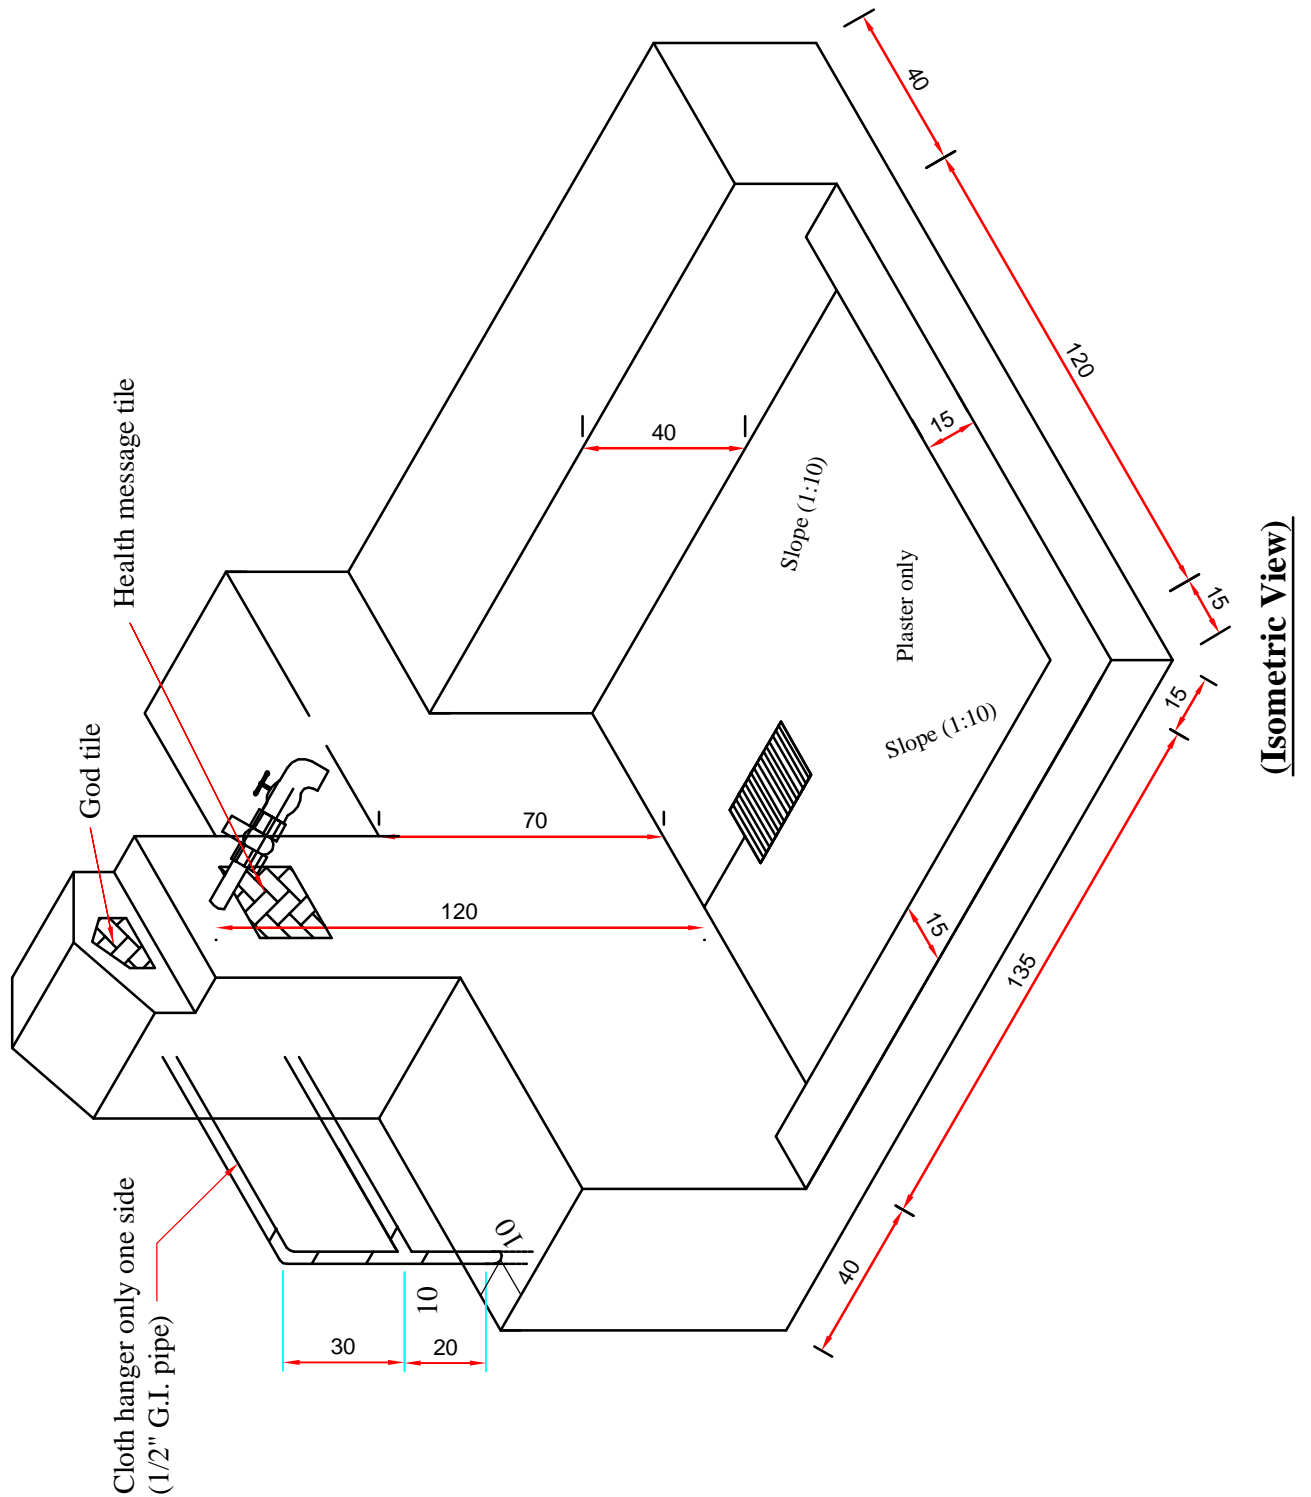 God tile
Health message tile
Cloth hanger only one side
(1/2" G.I. pipe)
30
20
10
10
120
70
40
Slope (1:10)
Plaster only
Slope (1:10)
15
15
40
135
15
15
120
40
(Isometric View)